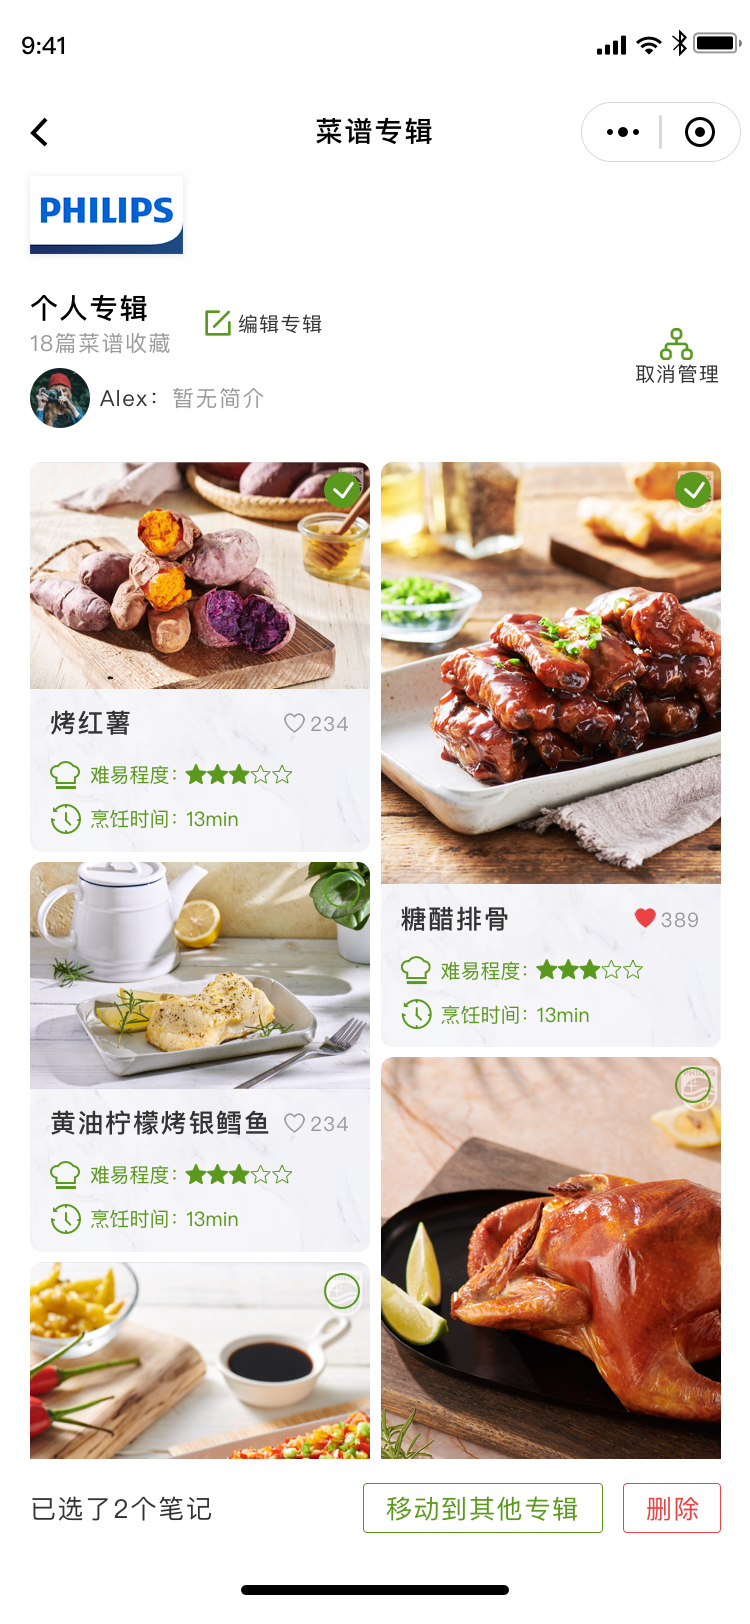 9:41
菜谱专辑
PHILIPS
个人专辑
编辑专辑
18篇菜谱收藏
取消管理
Alex：暂无简介
烤红薯
234
难易程度：
烹饪时间：13min
糖醋排骨
389
难易程度：
烹饪时间：13min
黄油柠檬烤银鳕鱼
234
难易程度：
烹饪时间：13min
PHILIPS
已选了2个笔记
移动到其他专辑
删除